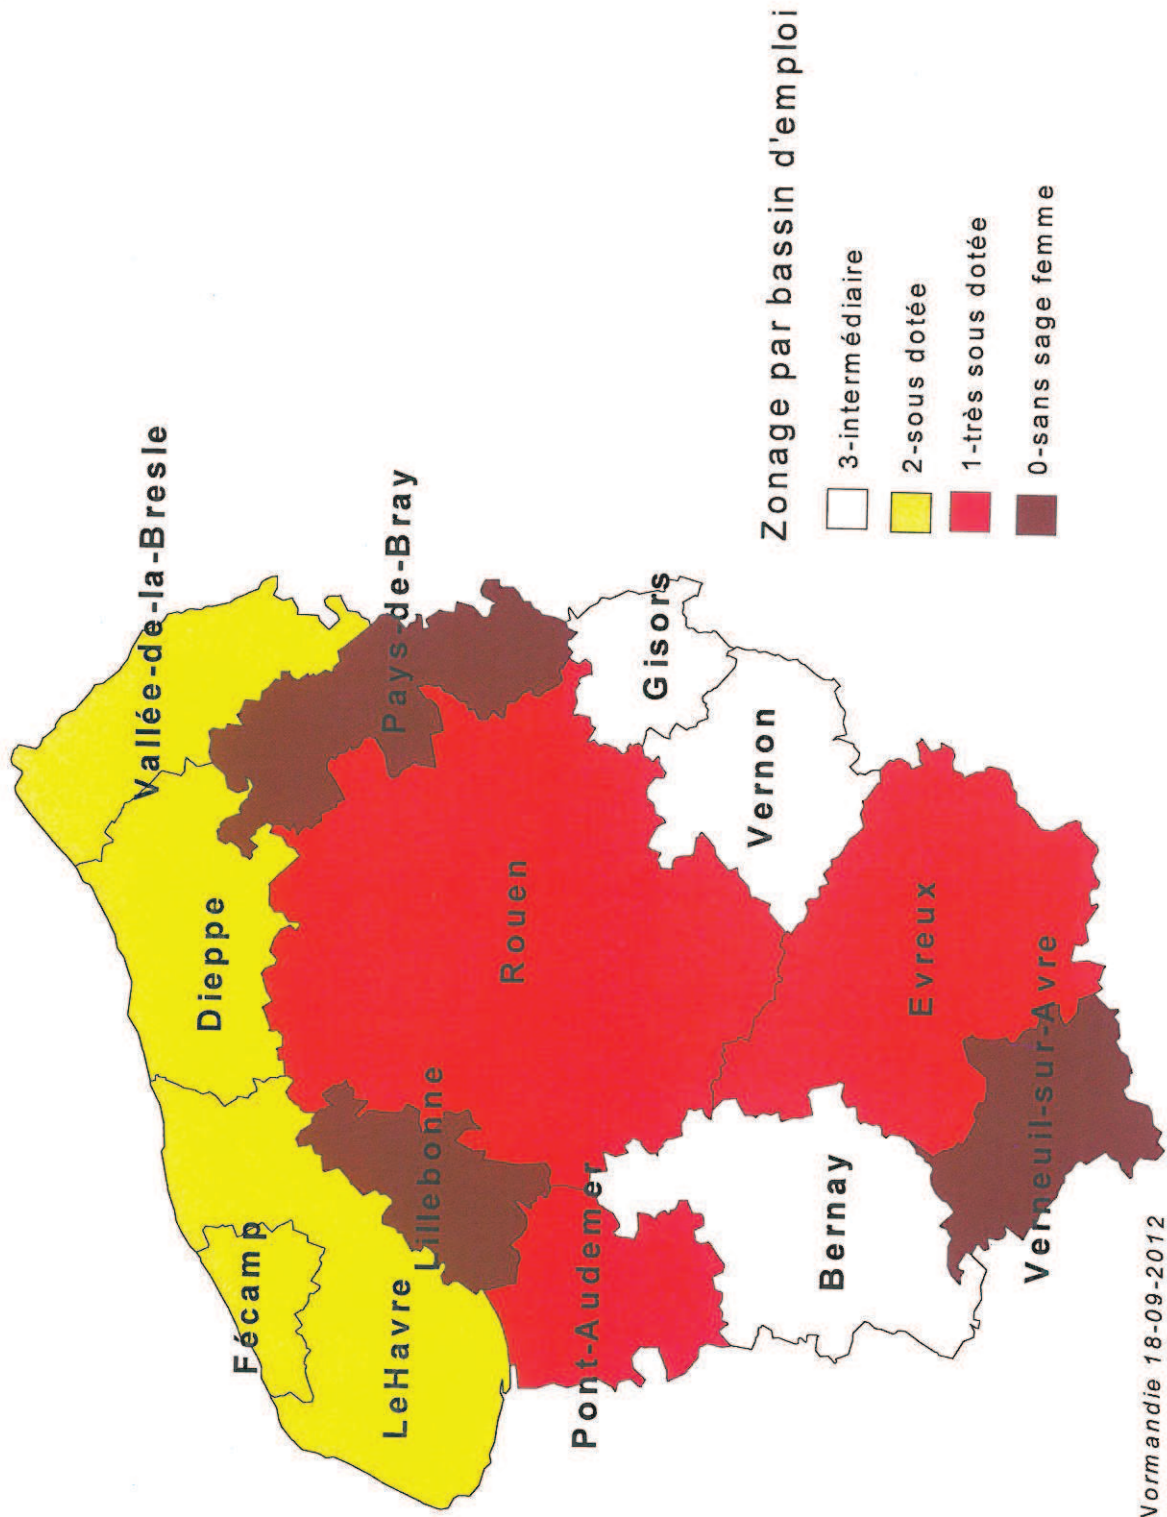 Vallée-de-la-Bresle
Dieppe
Fécamp
Pays-de-Bray
LeHavre
Lillebonne
Rouen
Pont-Audemer
Gisors
Vernon
Bernay
Evreux
Verneuil-sur-Avre
Zonage par bassin d'emploi
3-intermédiaire
2-sous dotée
1-très sous dotée
0-sans sage femme
Normandie 18-09-2012